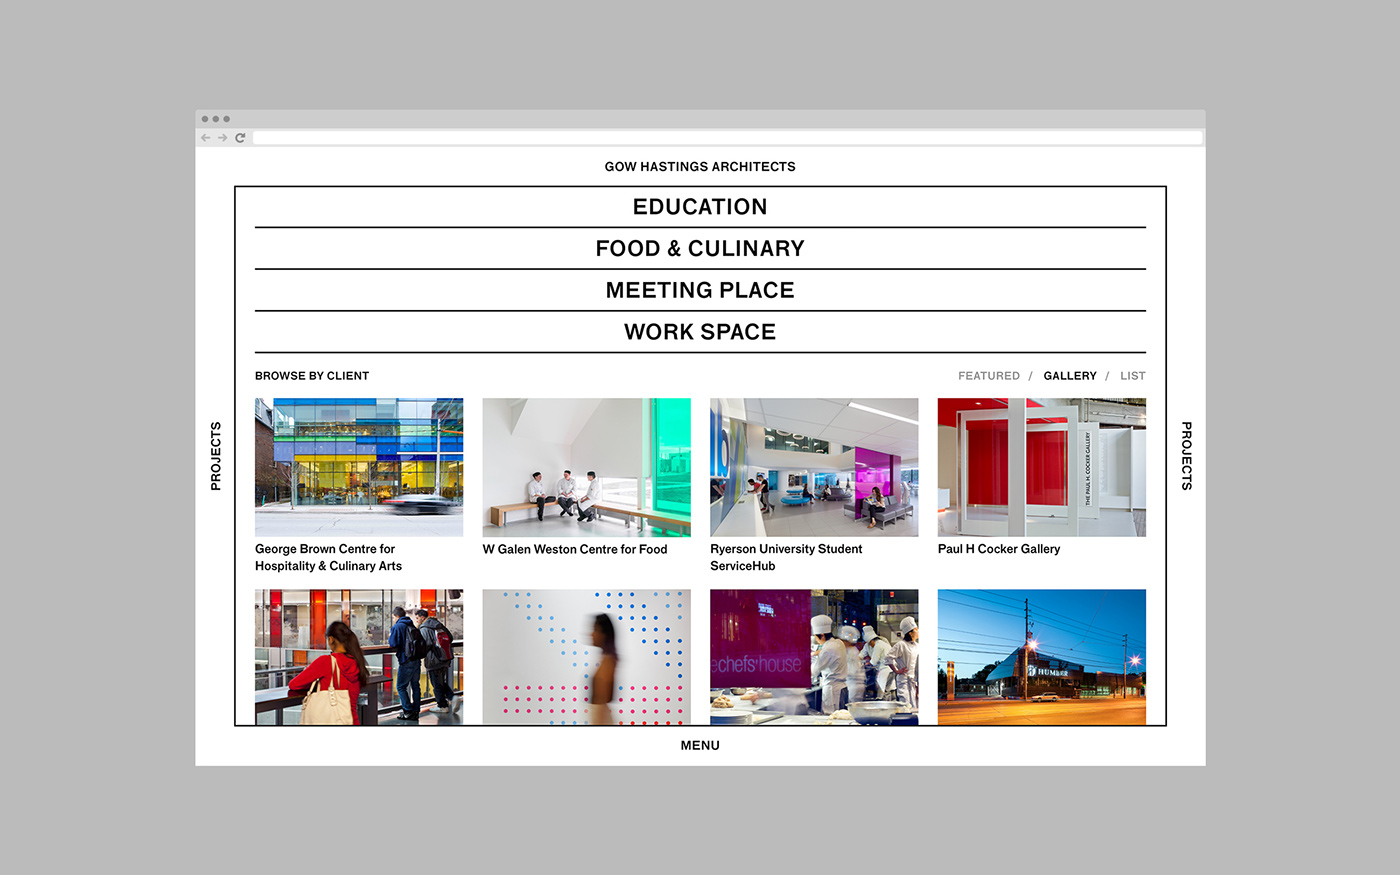 GOW HASTINGS ARCHITECTS
EDUCATION
FOOD & CULINARY
MEETING PLACE
WORK SPACE
BROWSE BY CLIENT
FEATURED / GALLERY / LIST
PROJECTS
PROJECTS
THE PAUL H. COCKER GALLERY
George Brown Centre for
Hospitality & Culinary Arts
W Galen Weston Centre for Food
Ryerson University Student
ServiceHub
Paul H Cocker Gallery
echefs'house
HUMBER
MENU